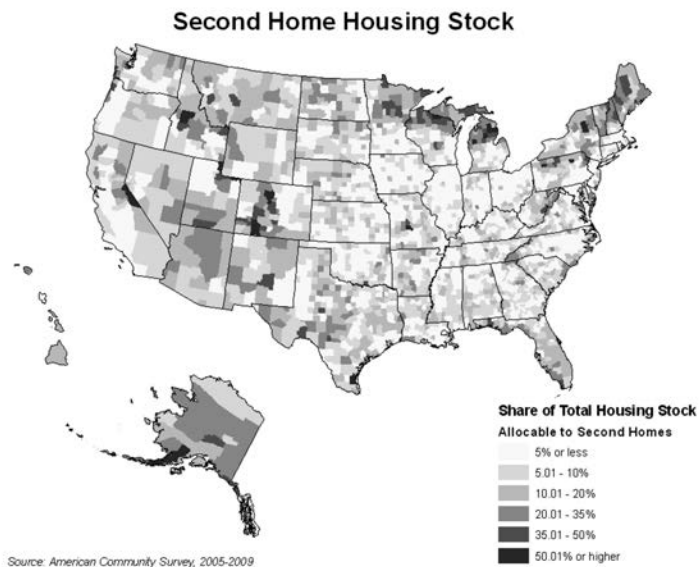 Second Home Housing Stock
Share of Total Housing Stock
Allocable to Second Homes
5% or less
5.01 - 10%
10.01 - 20%
20.01 - 35%
35.01 - 50%
50.01% or higher
Source: American Community Survey, 2005-2009